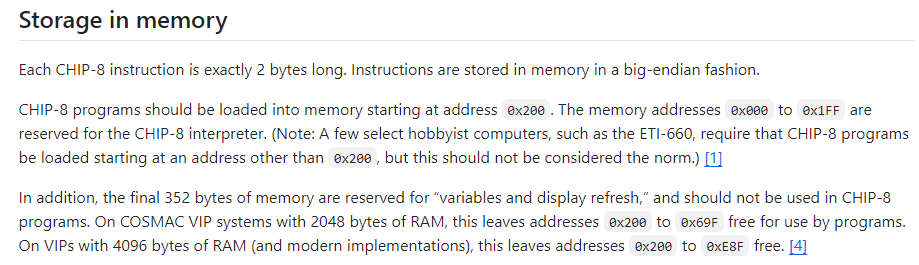 Storage in memory
Each CHIP-8 instruction is exactly 2 bytes long. Instructions are stored in memory in a big-endian fashion.
CHIP-8 programs should be loaded into memory starting at address 0x200 . The memory addresses 0x000 to 0x1FF are
reserved for the CHIP-8 interpreter. (Note: A few select hobbyist computers, such as the ETI-660, require that CHIP-8 programs
be loaded starting at an address other than 0x200 , but this should not be considered the norm.) [1]
In addition, the final 352 bytes of memory are reserved for “variables and display refresh,” and should not be used in CHIP-8
programs. On COSMAC VIP systems with 2048 bytes of RAM, this leaves addresses 0x200 to 0x69F free for use by programs.
On VIPs with 4096 bytes of RAM (and modern implementations), this leaves addresses 0x200 to 0xE8F free. [4]